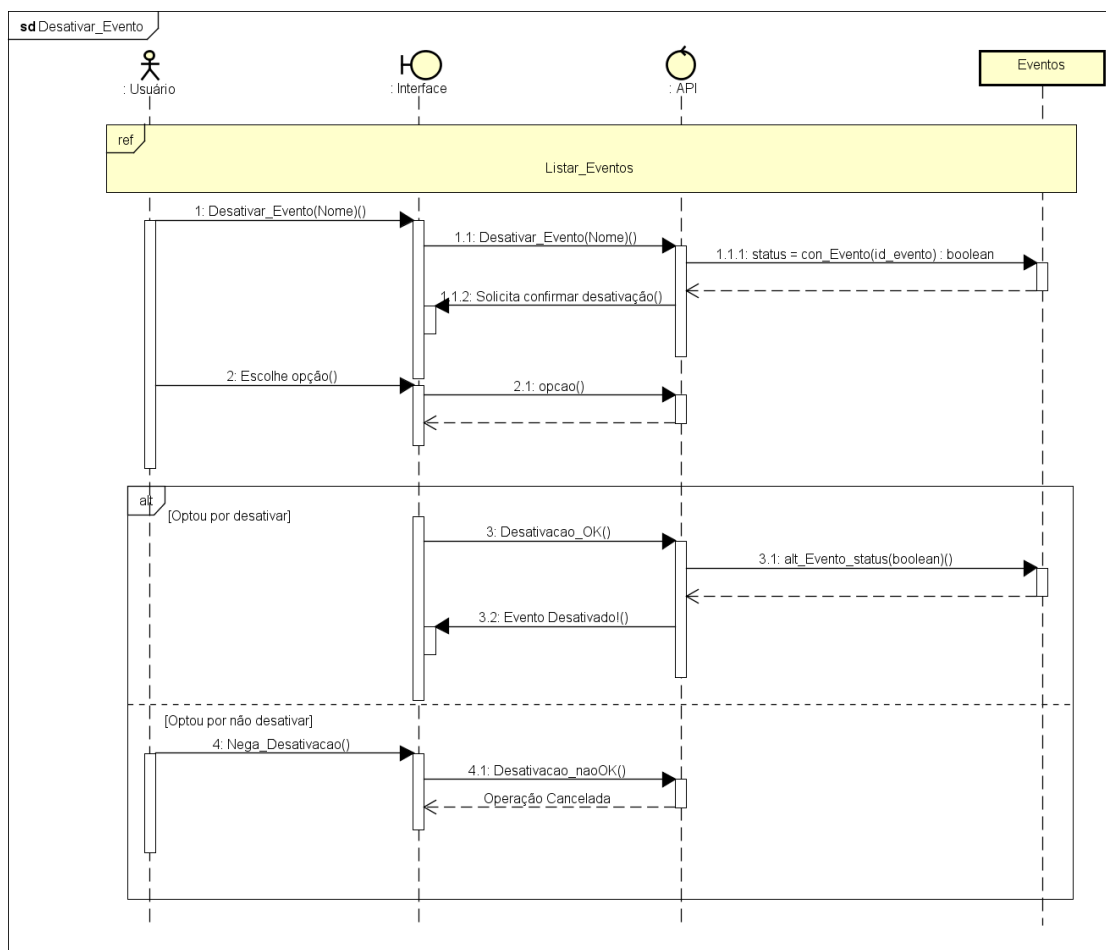 sd Desativar_Evento
: Usuário
: Interface
: API
Eventos
ref
Listar_Eventos
1: Desativar_Evento(Nome)()
1.1: Desativar_Evento(Nome)()
1.1.1: status = con_Evento(id_evento) : boolean
1.1.2: Solicita confirmar desativação()
2: Escolhe opção()
2.1: opcao()
alt
[Optou por desativar]
3: Desativacao_OK()
3.1: alt_Evento_status(boolean)()
3.2: Evento Desativado!()
[Optou por não desativar]
4: Nega_Desativacao()
4.1: Desativacao_naoOK()
Operação Cancelada